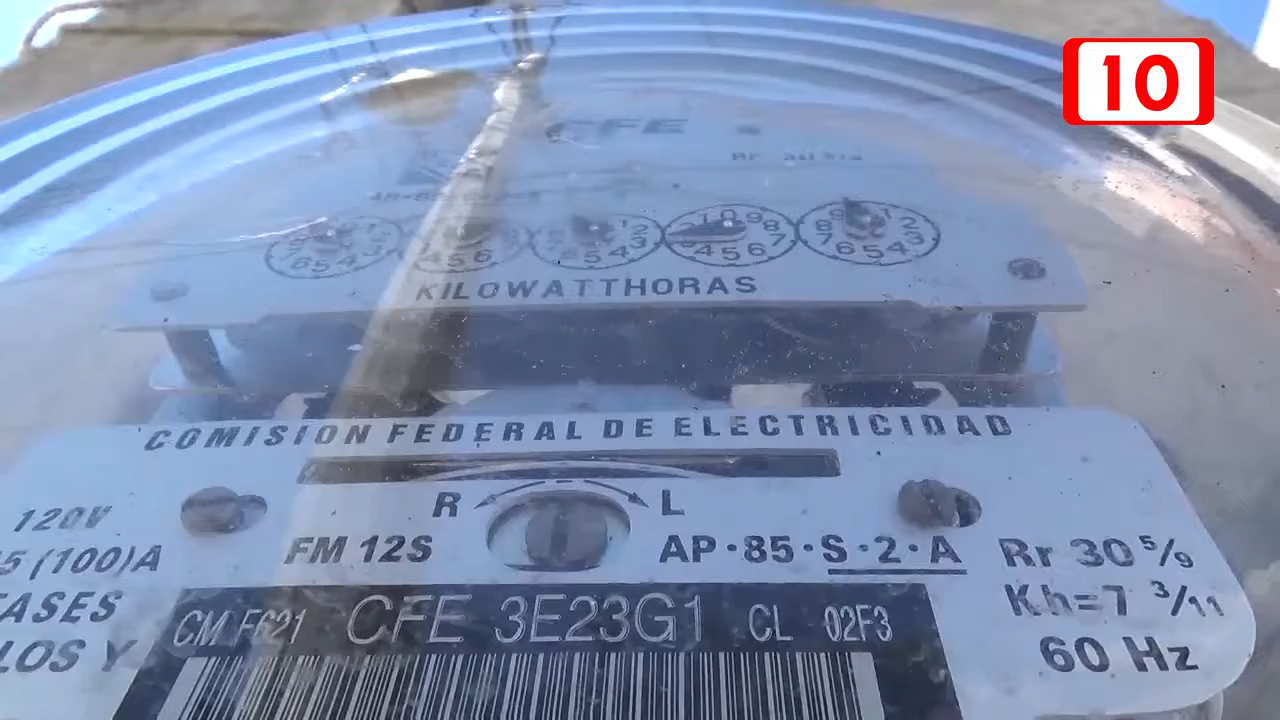 10
CFE
KILOWATTHORAS
COMISION FEDERAL DE ELECTRICIDAD
R L
120V
FM 12S
AP·85·S·2·A
Rr 30 5/9
5 (100)A
Kh=7 3/11
60 Hz
LOS Y
CFE 3E23G1 CL 02F3